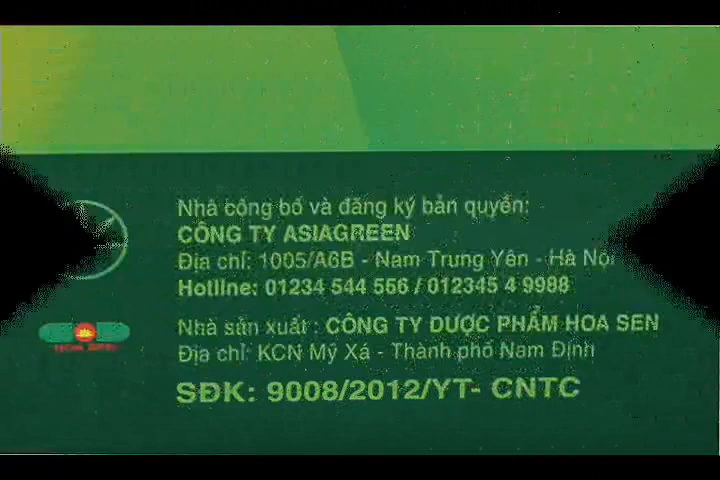 Nhà công bố và đăng ký bản quyền:
CÔNG TY ASIAGREEN
Địa chỉ: 1005/A6B - Nam Trung Yên - Hà Nội
Hotline: 01234 544 556 / 012345 4 9988
Nhà sản xuất : CÔNG TY DƯỢC PHẨM HOA SEN
Địa chỉ: KCN Mỹ Xá - Thành phố Nam Định
SĐK: 9008/2012/YT- CNTC